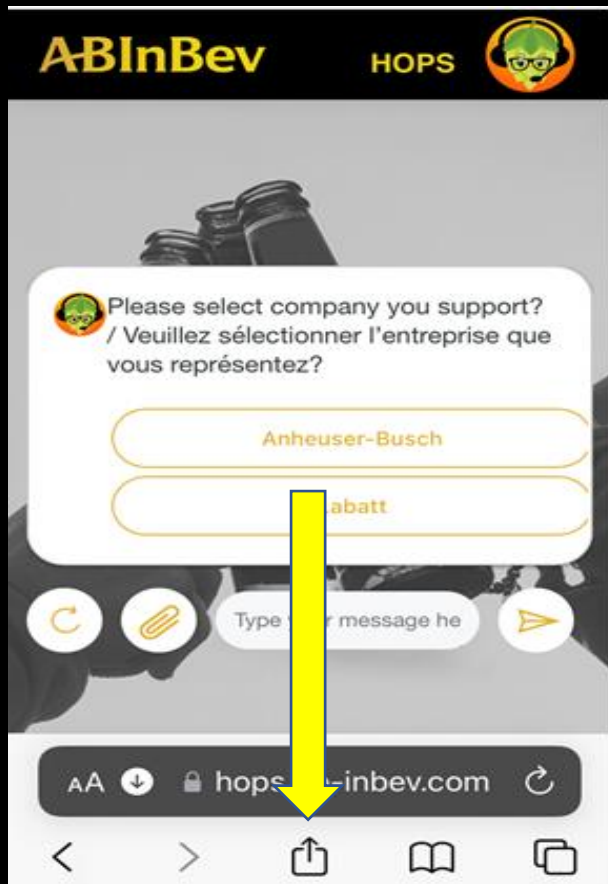 ABInBev
HOPS
Please select company you support?
/ Veuillez sélectionner l'entreprise que
vous représentez?
Anheuser-Busch
abatt
Type message he
AA hops -inbev.com